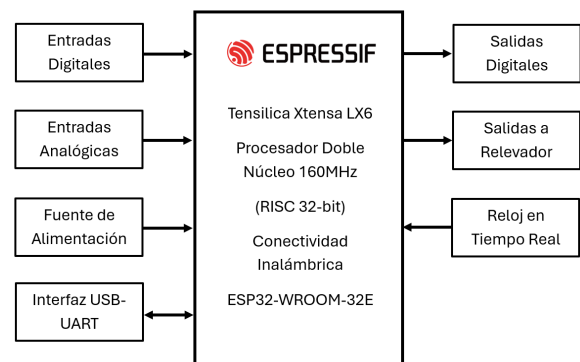 Entradas
Digitales
Entradas
Analógicas
Fuente de
Alimentación
Interfaz USB-
UART
ESPRESSIF
Tensilica Xtensa LX6
Procesador Doble
Núcleo 160MHz
(RISC 32-bit)
Conectividad
Inalámbrica
ESP32-WROOM-32E
Salidas
Digitales
Salidas a
Relevador
Reloj en
Tiempo Real